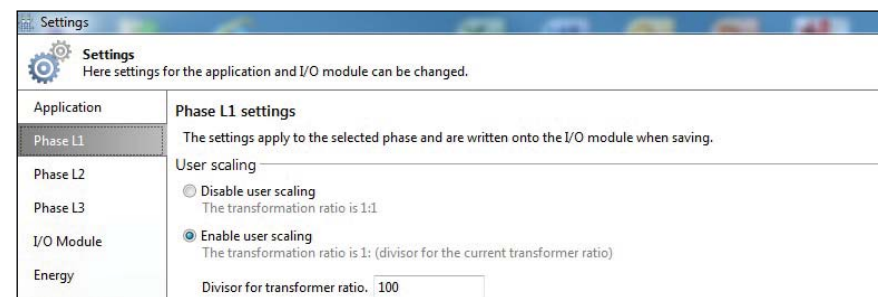 Settings
Settings
Here settings for the application and I/O module can be changed.
Application
Phase L1
Phase L2
Phase L3
I/O Module
Energy
Phase L1 settings
The settings apply to the selected phase and are written onto the I/O module when saving.
User scaling
Disable user scaling
The transformation ratio is 1:1
Enable user scaling
The transformation ratio is 1: (divisor for the current transformer ratio)
Divisor for transformer ratio. 100